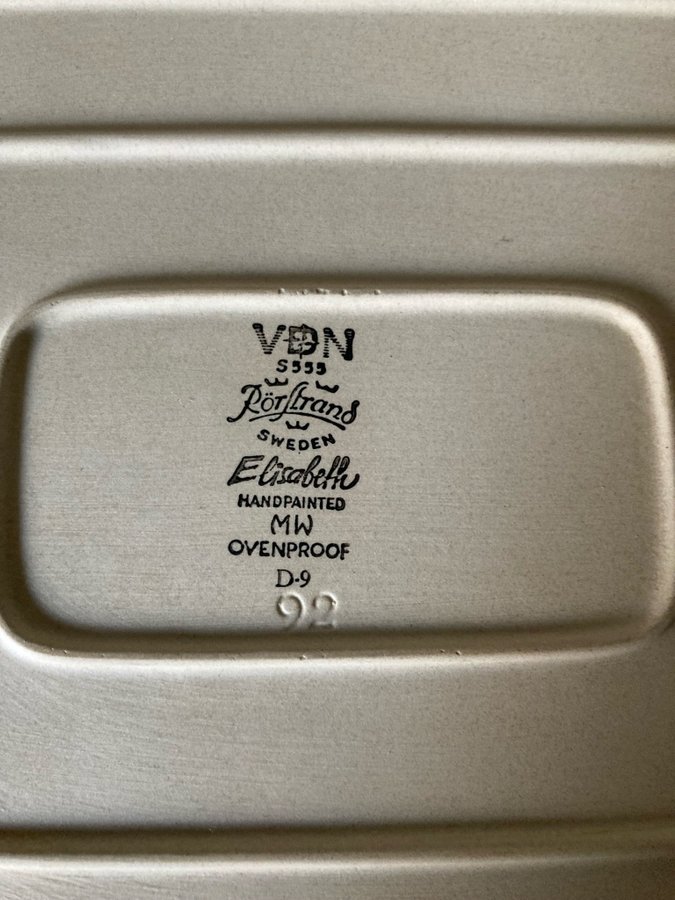 VDN
S555
Rörstrand
SWEDEN
Elisabeth
HANDPAINTED
MW
OVENPROOF
D-9
92